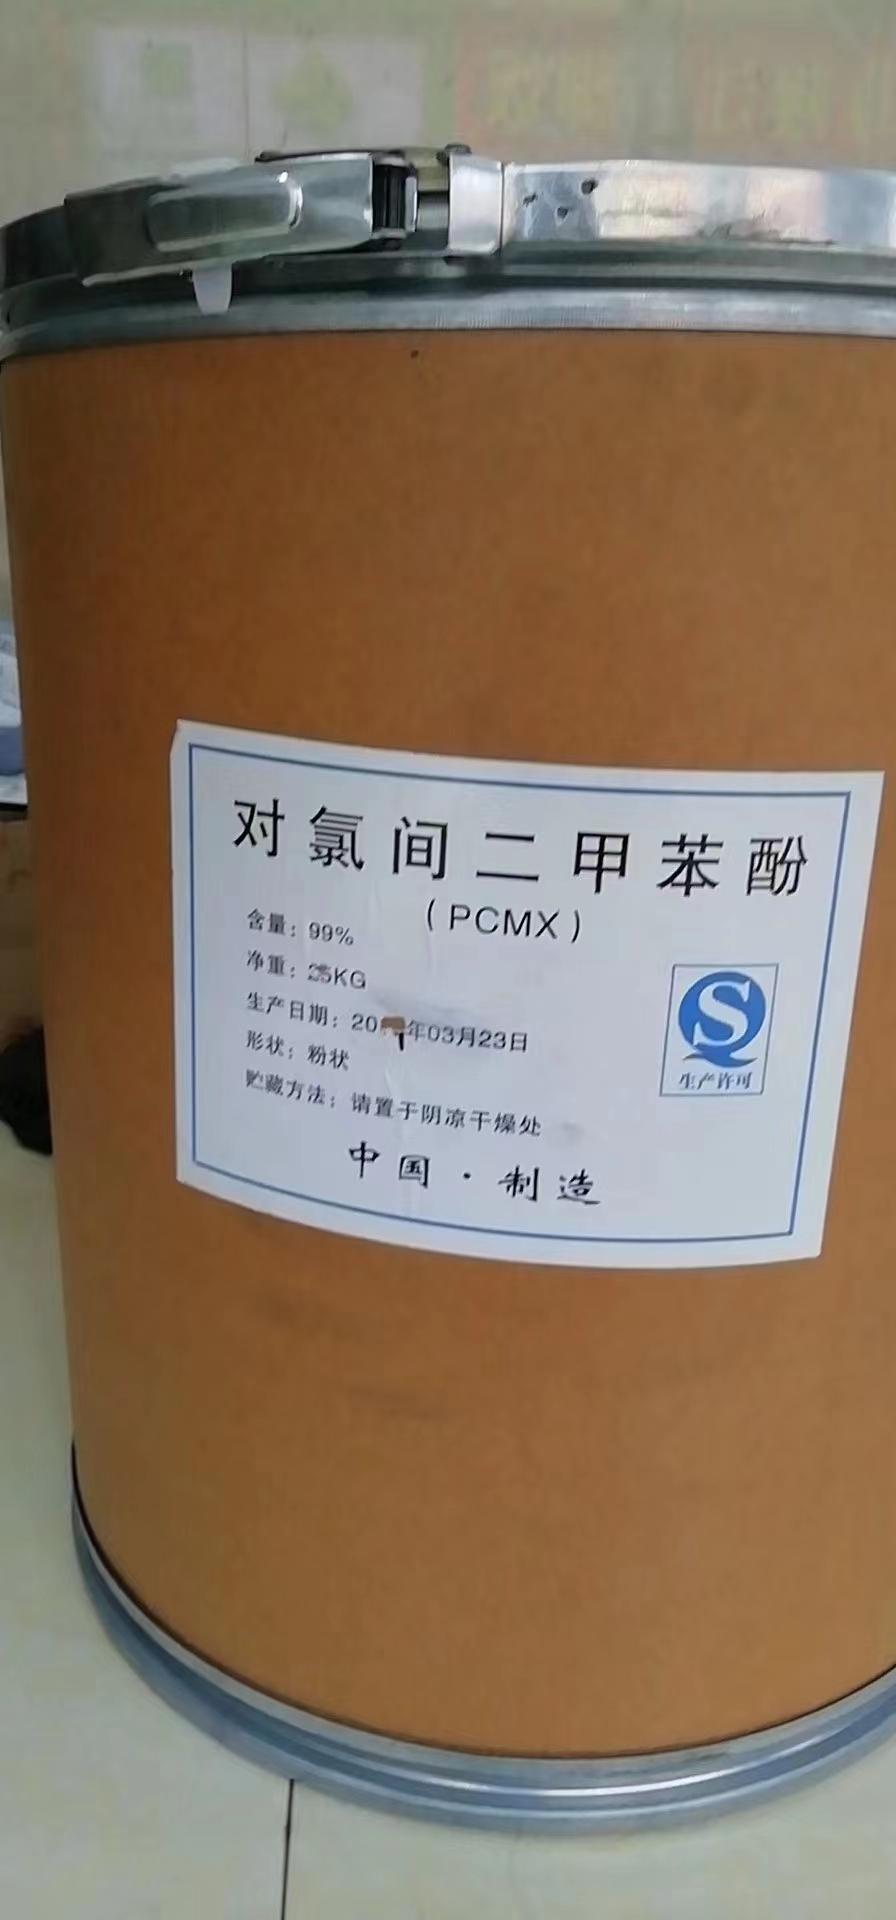 对氯间二甲苯酚
(PCMX)
含量：99%
净重：25KG
生产日期：20 年03月23日
形状：粉状
贮藏方法：请置于阴凉干燥处
中国·制造
生产许可